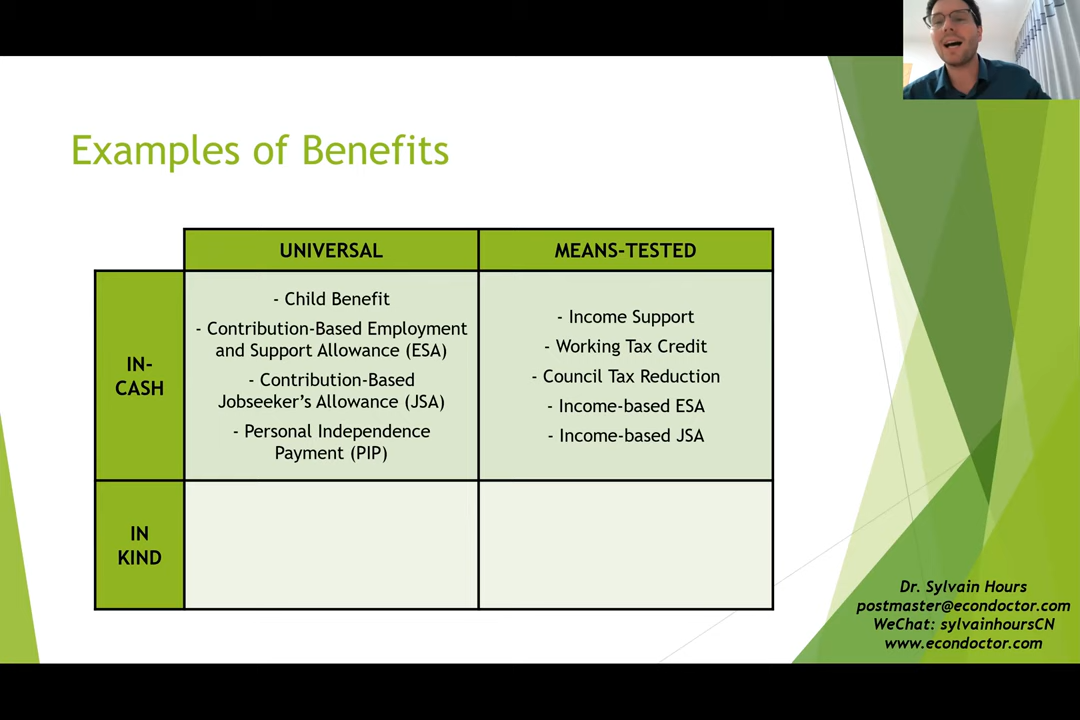 Examples of Benefits
UNIVERSAL
MEANS-TESTED
IN-
CASH
- Child Benefit
- Contribution-Based Employment
and Support Allowance (ESA)
- Contribution-Based
Jobseeker's Allowance (JSA)
- Personal Independence
Payment (PIP)
- Income Support
- Working Tax Credit
- Council Tax Reduction
- Income-based ESA
- Income-based JSA
IN
KIND
Dr. Sylvain Hours
postmaster@econdoctor.com
WeChat: sylvainhoursCN
www.econdoctor.com